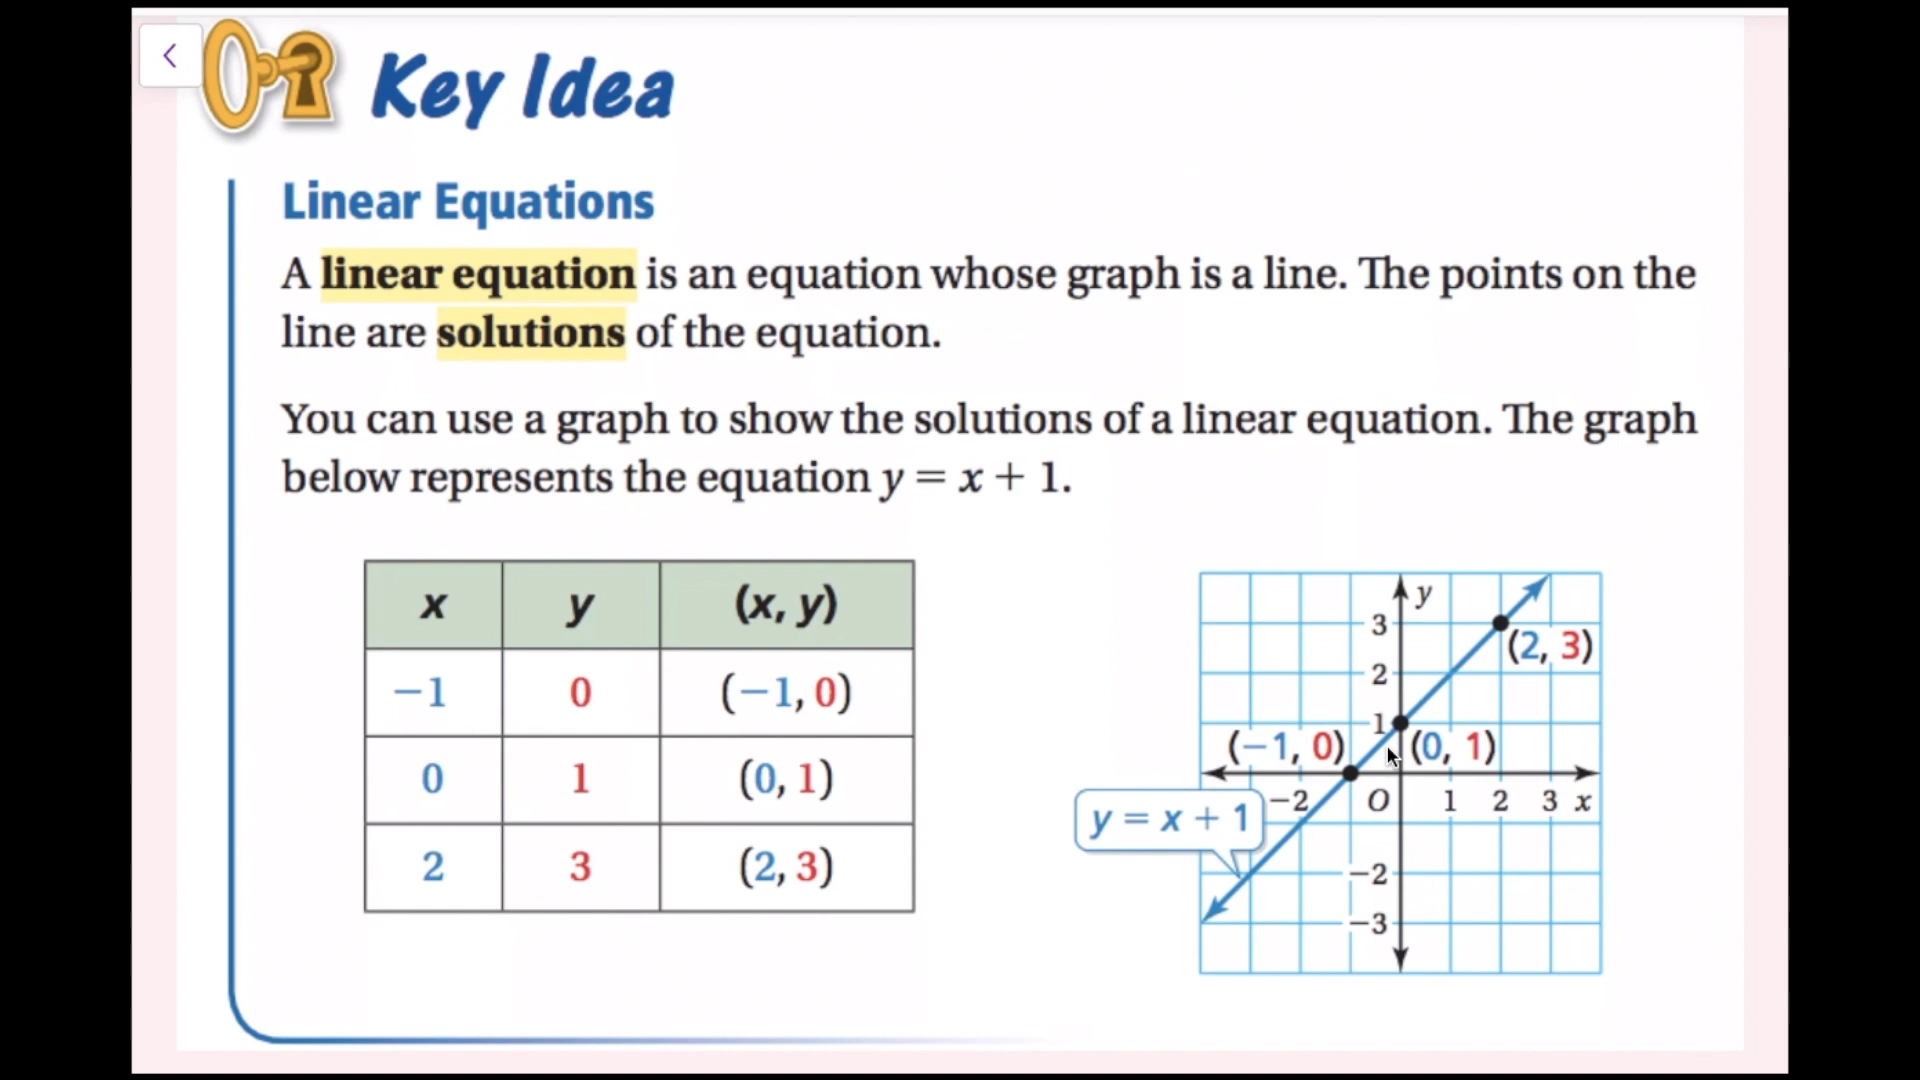 Key Idea
Linear Equations
A linear equation is an equation whose graph is a line. The points on the
line are solutions of the equation.
You can use a graph to show the solutions of a linear equation. The graph
below represents the equation y = x + 1.
x y (x, y)
−1 0 (−1, 0)
0 1 (0, 1)
2 3 (2, 3)
y
3
(2, 3)
2
1
(−1, 0) (0, 1)
−2 O 1 2 3 x
y = x + 1
−2
−3